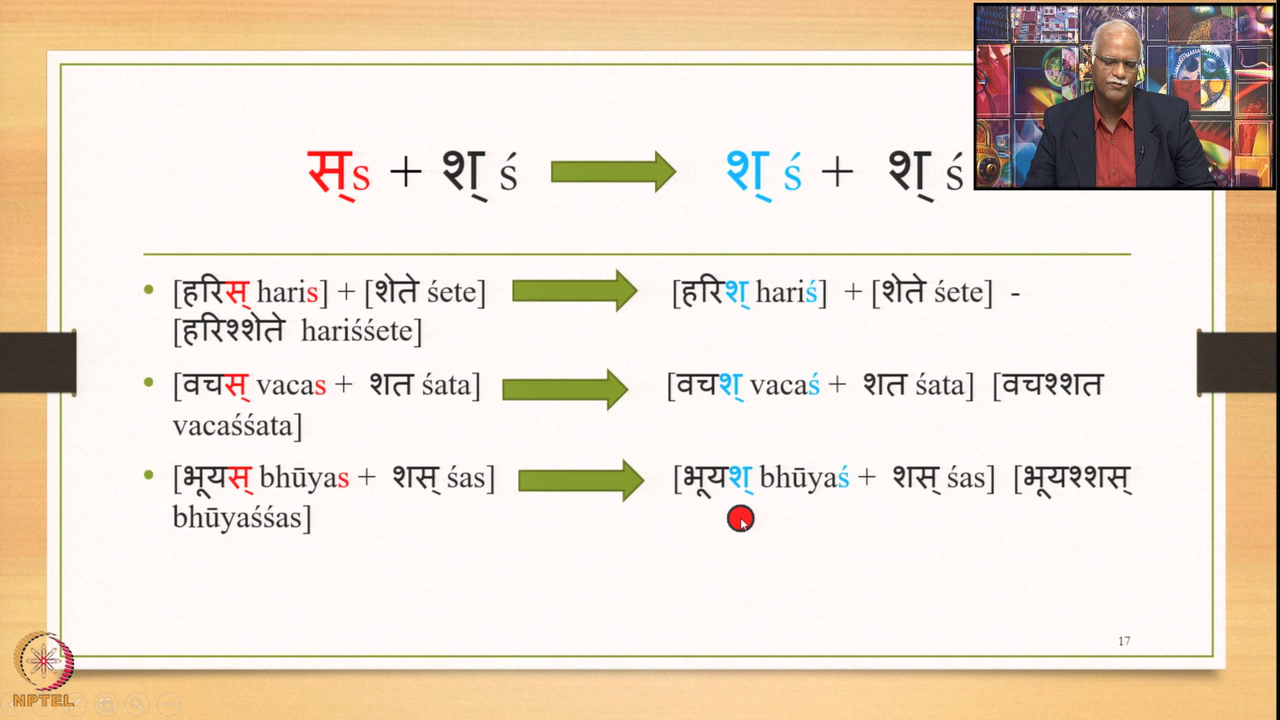 स् s + श् ś श् ś + श् ś
[हरिस् haris] + [शेते śete] [हरिश् hariś] + [शेते śete] -
[हरिश्शेते hariśśete]
[वचस् vacas + शत śata] [वचश् vacaś + शत śata] [वचश्शत
vacaśśata]
[भूयस् bhūyas + शस् śas] [भूयश् bhūyaś + शस् śas] [भूयश्शस्
bhūyaśśas]
17
NPTEL